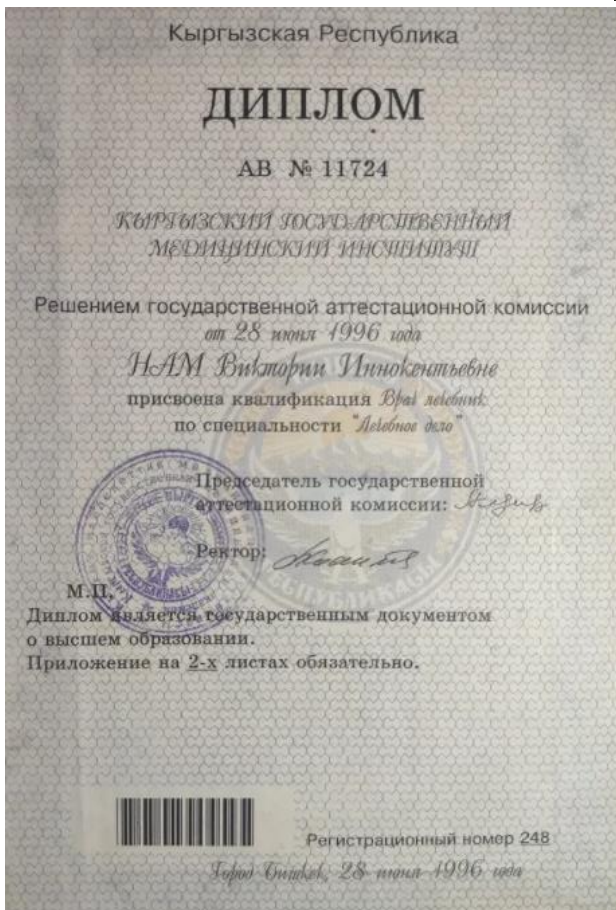 Кыргызская Республика
ДИПЛОМ
АВ № 11724
КЫРГЫЗСКИЙ ГОСУДАРСТВЕННЫЙ
МЕДИЦИНСКИЙ ИНСТИТУТ
Решением государственной аттестационной комиссии
от 28 июня 1996 года
НАМ Виктории Иннокентьевне
присвоена квалификация Врач лечебник
по специальности "Лечебное дело"
Председатель государственной
аттестационной комиссии:
Ректор:
М.П.
Диплом является государственным документом
о высшем образовании.
Приложение на 2-х листах обязательно.
Регистрационный номер 248
Город Бишкек, 28 июня 1996 года